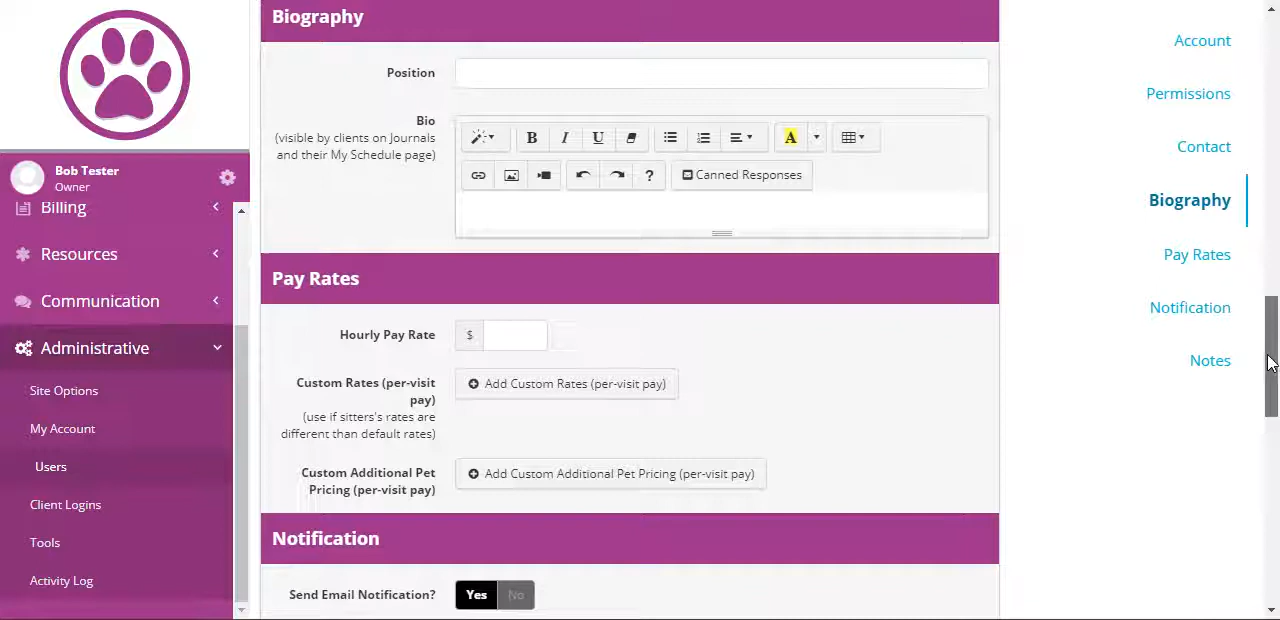 Bob Tester
Owner
Billing
Resources
Communication
Administrative
Site Options
My Account
Users
Client Logins
Tools
Activity Log
Biography
Position
Bio
(visible by clients on Journals
and their My Schedule page)
B I U A
? Canned Responses
Pay Rates
Hourly Pay Rate
$
Custom Rates (per-visit
pay)
(use if sitters's rates are
different than default rates)
Add Custom Rates (per-visit pay)
Custom Additional Pet
Pricing (per-visit pay)
Add Custom Additional Pet Pricing (per-visit pay)
Notification
Send Email Notification?
Yes No
Account
Permissions
Contact
Biography
Pay Rates
Notification
Notes